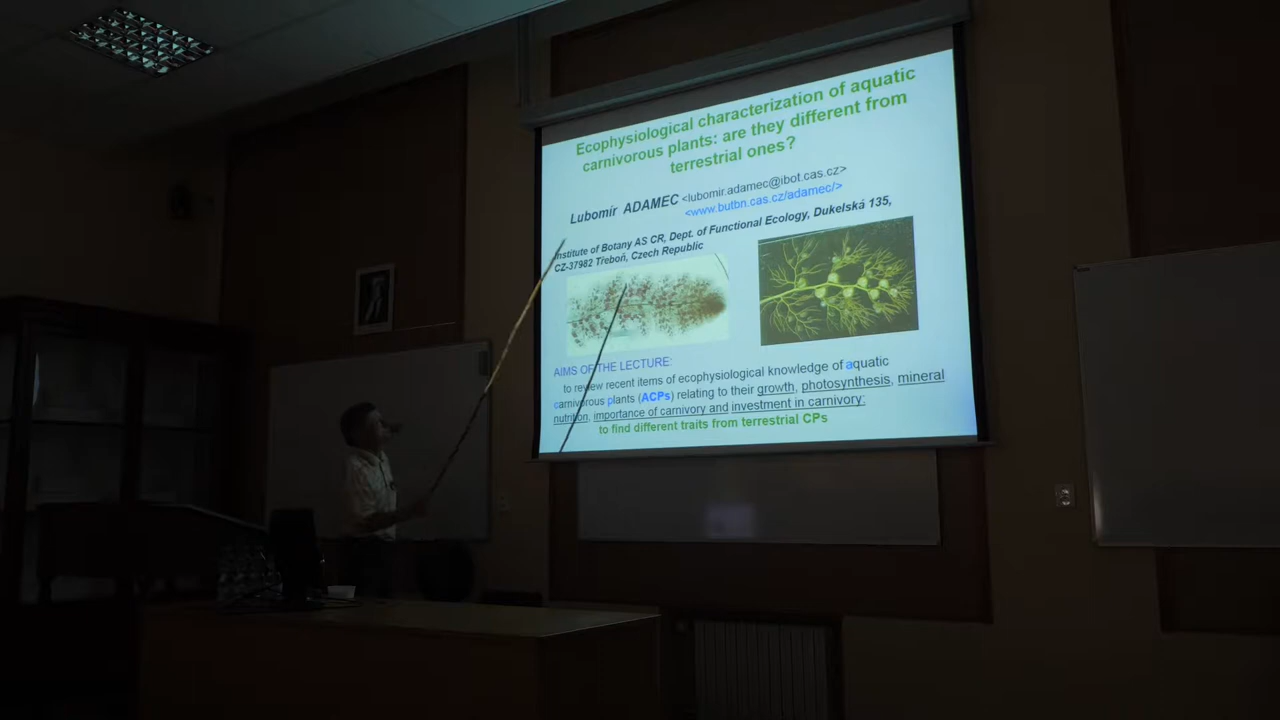 Ecophysiological characterization of aquatic
carnivorous plants: are they different from
terrestrial ones?
Lubomír ADAMEC <lubomir.adamec@ibot.cas.cz>
<www.butbn.cas.cz/adamec/>
Institute of Botany AS CR, Dept. of Functional Ecology, Dukelská 135,
CZ-37982 Třeboň, Czech Republic
AIMS OF THE LECTURE:
to review recent items of ecophysiological knowledge of aquatic
carnivorous plants (ACPs) relating to their growth, photosynthesis, mineral
nutrition, importance of carnivory and investment in carnivory:
to find different traits from terrestrial CPs